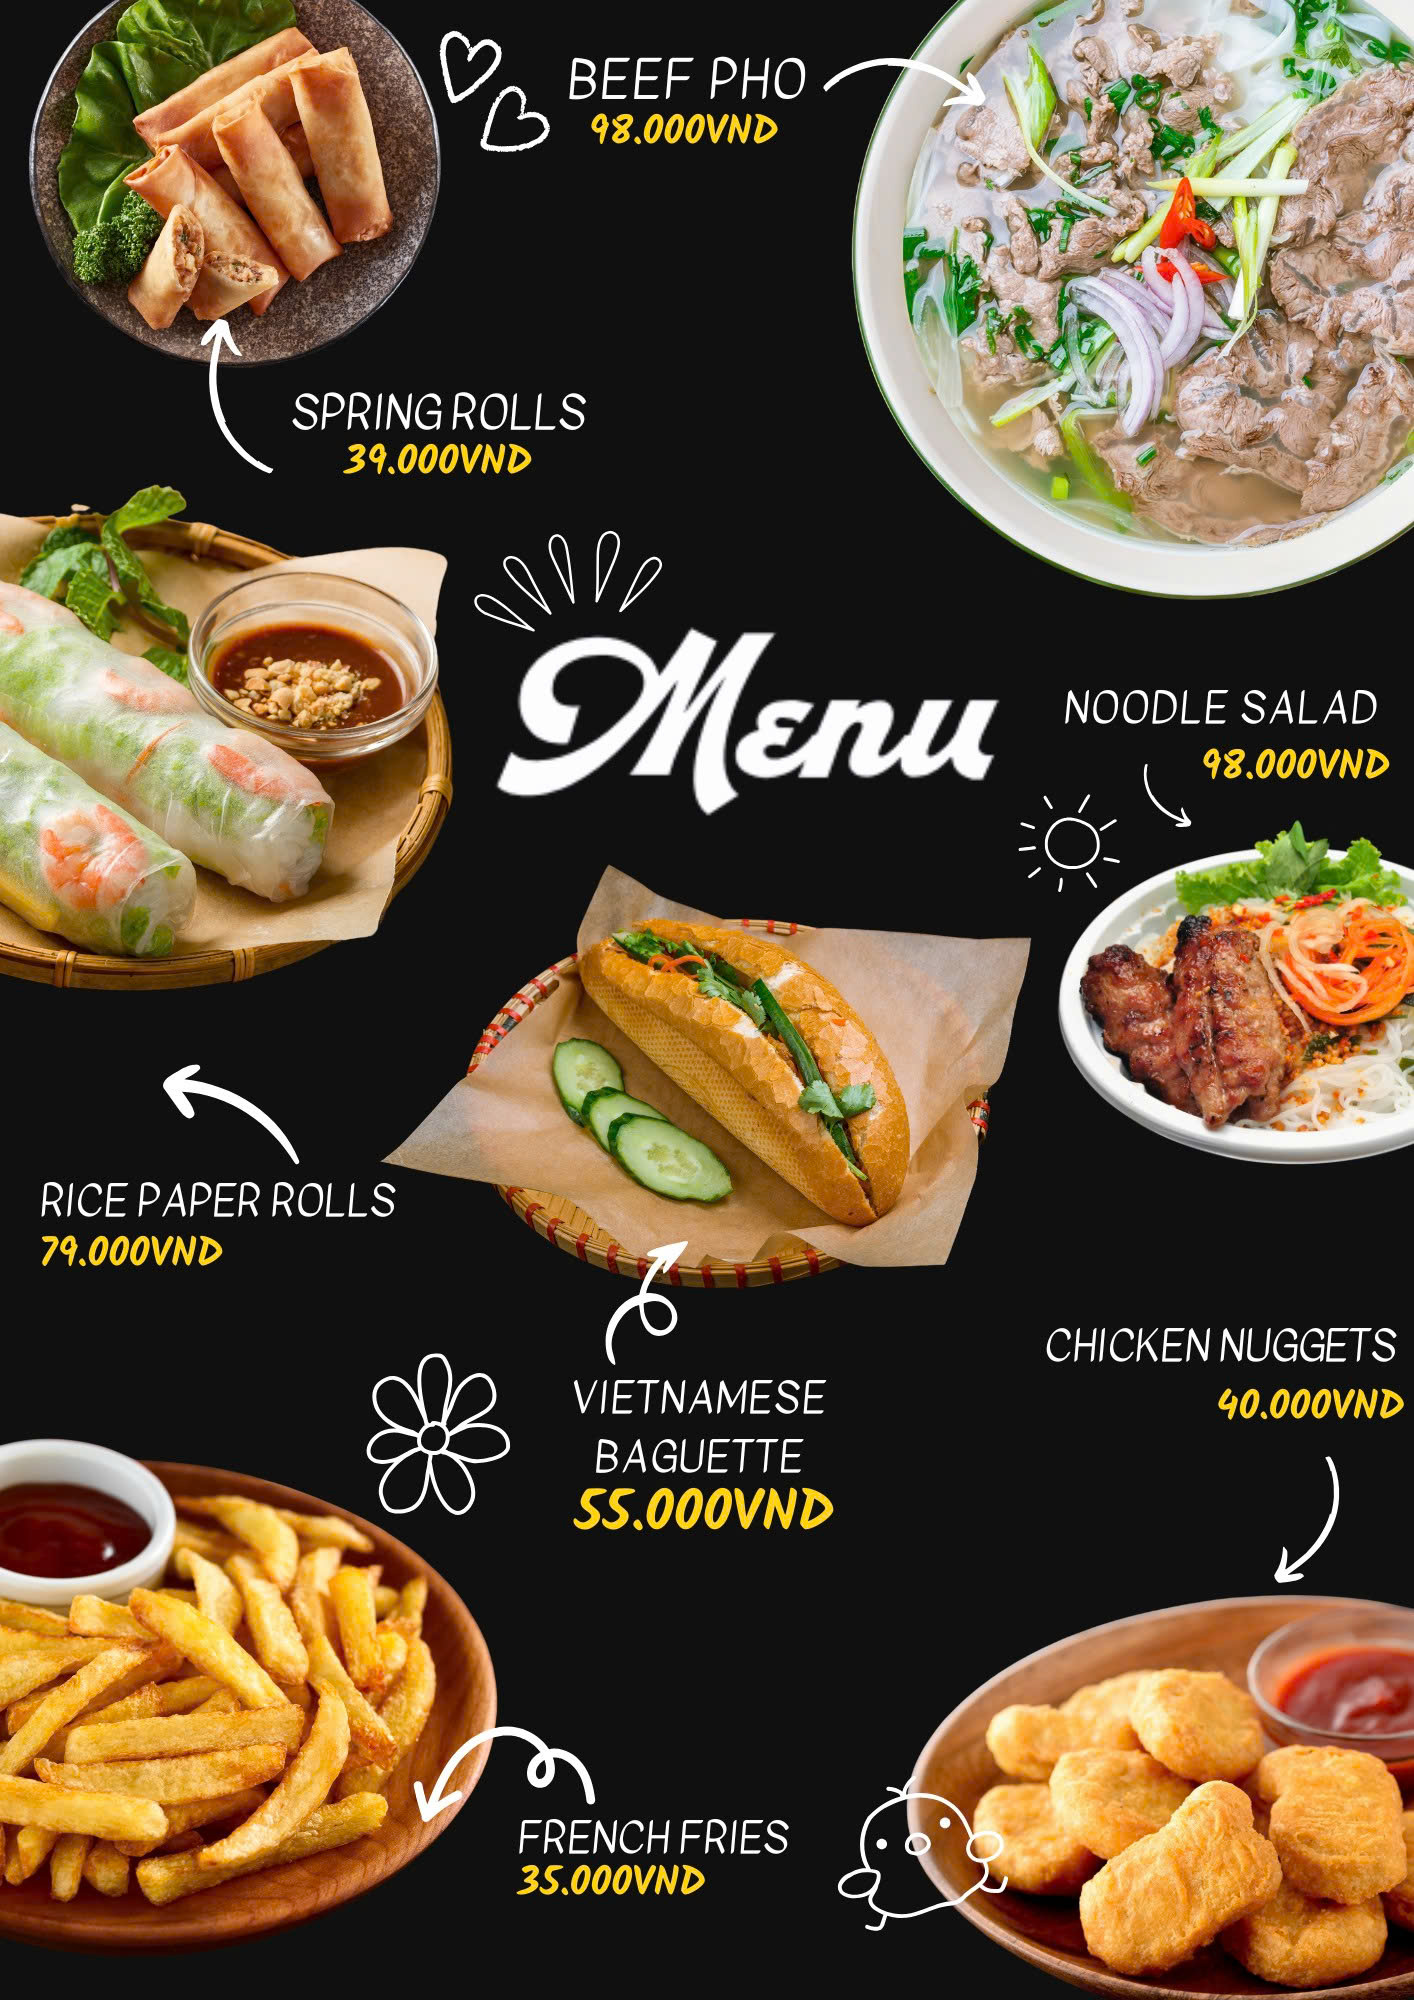 BEEF PHO
98.000VND
SPRING ROLLS
39.000VND
Menu
NOODLE SALAD
98.000VND
RICE PAPER ROLLS
79.000VND
VIETNAMESE
BAGUETTE
55.000VND
CHICKEN NUGGETS
40.000VND
FRENCH FRIES
35.000VND